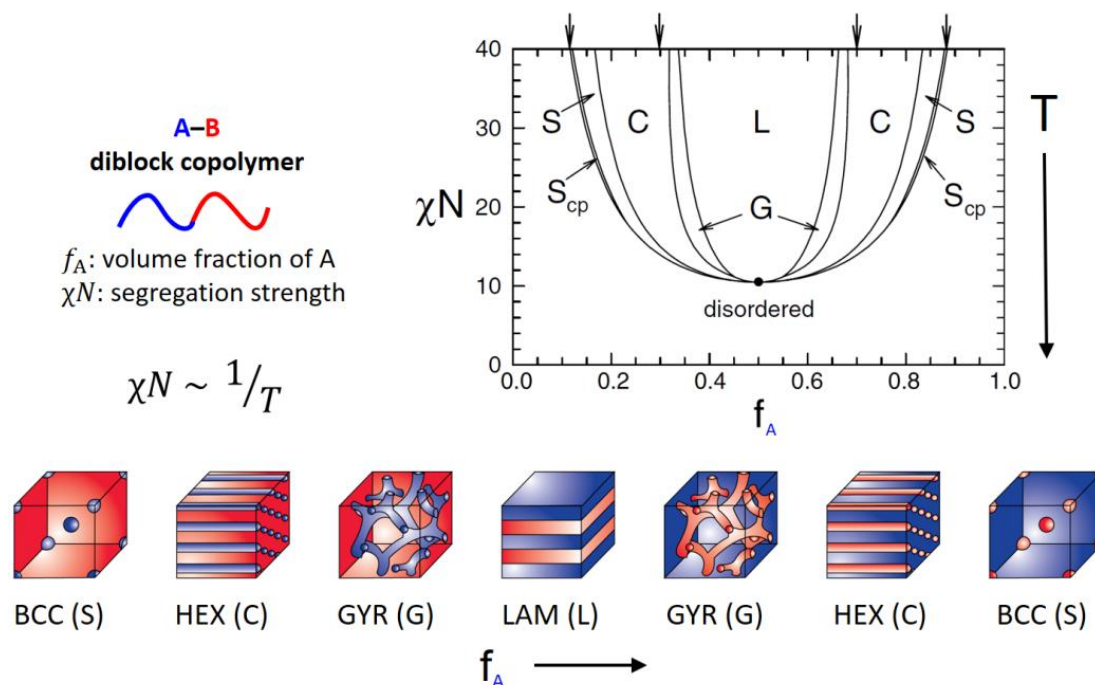 A–B
diblock copolymer
f_A: volume fraction of A
χN: segregation strength
χN ~ 1/T
40
30
20
10
0
χN
S
C
L
C
S
S_cp
G
S_cp
disordered
0.0 0.2 0.4 0.6 0.8 1.0
f_A
T
BCC (S) HEX (C) GYR (G) LAM (L) GYR (G) HEX (C) BCC (S)
f_A